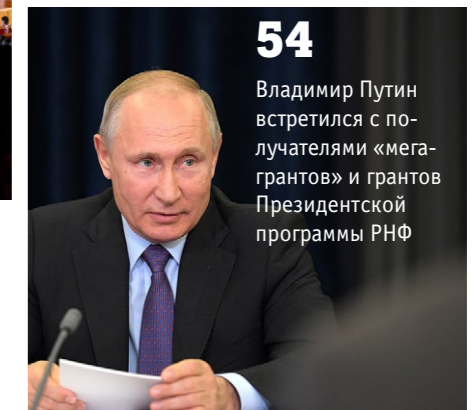 54
Владимир Путин
встретился с по-
лучателями «мега-
грантов» и грантов
Президентской
программы РНФ